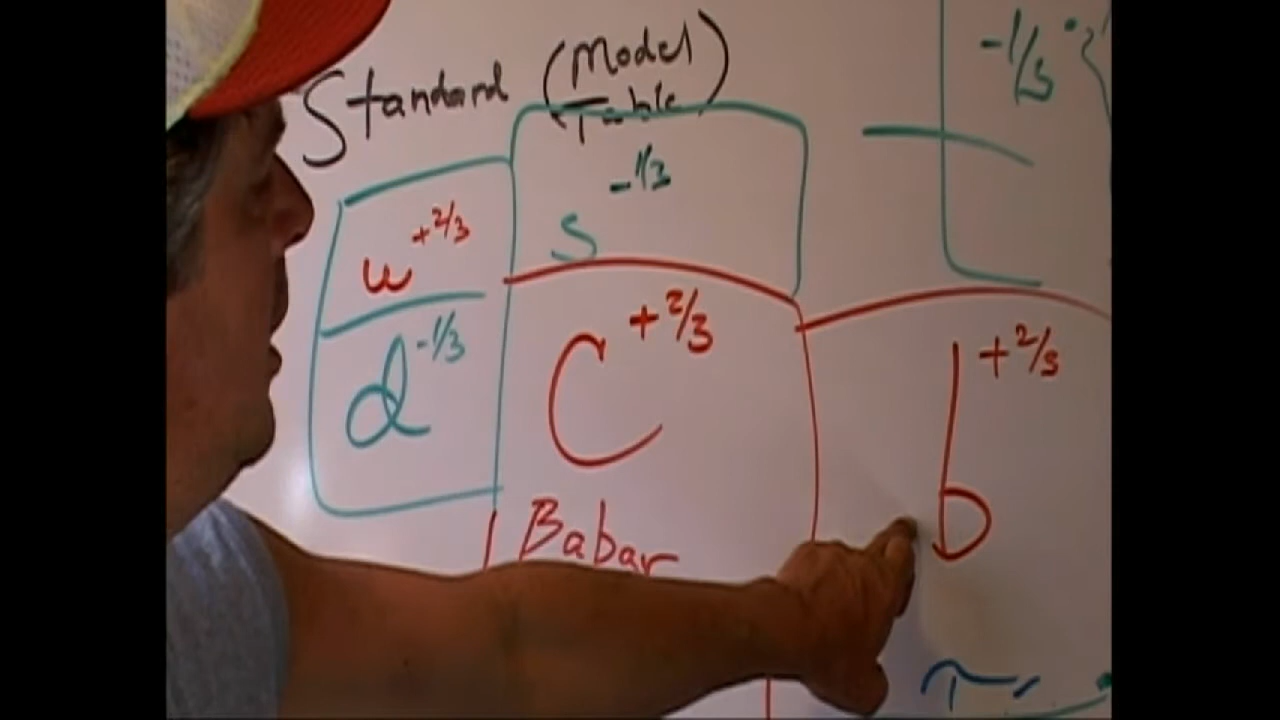 Standard (Model
Table)
-1/3
s -1/3
u +2/3
d -1/3
C +2/3
b +2/3
Babar